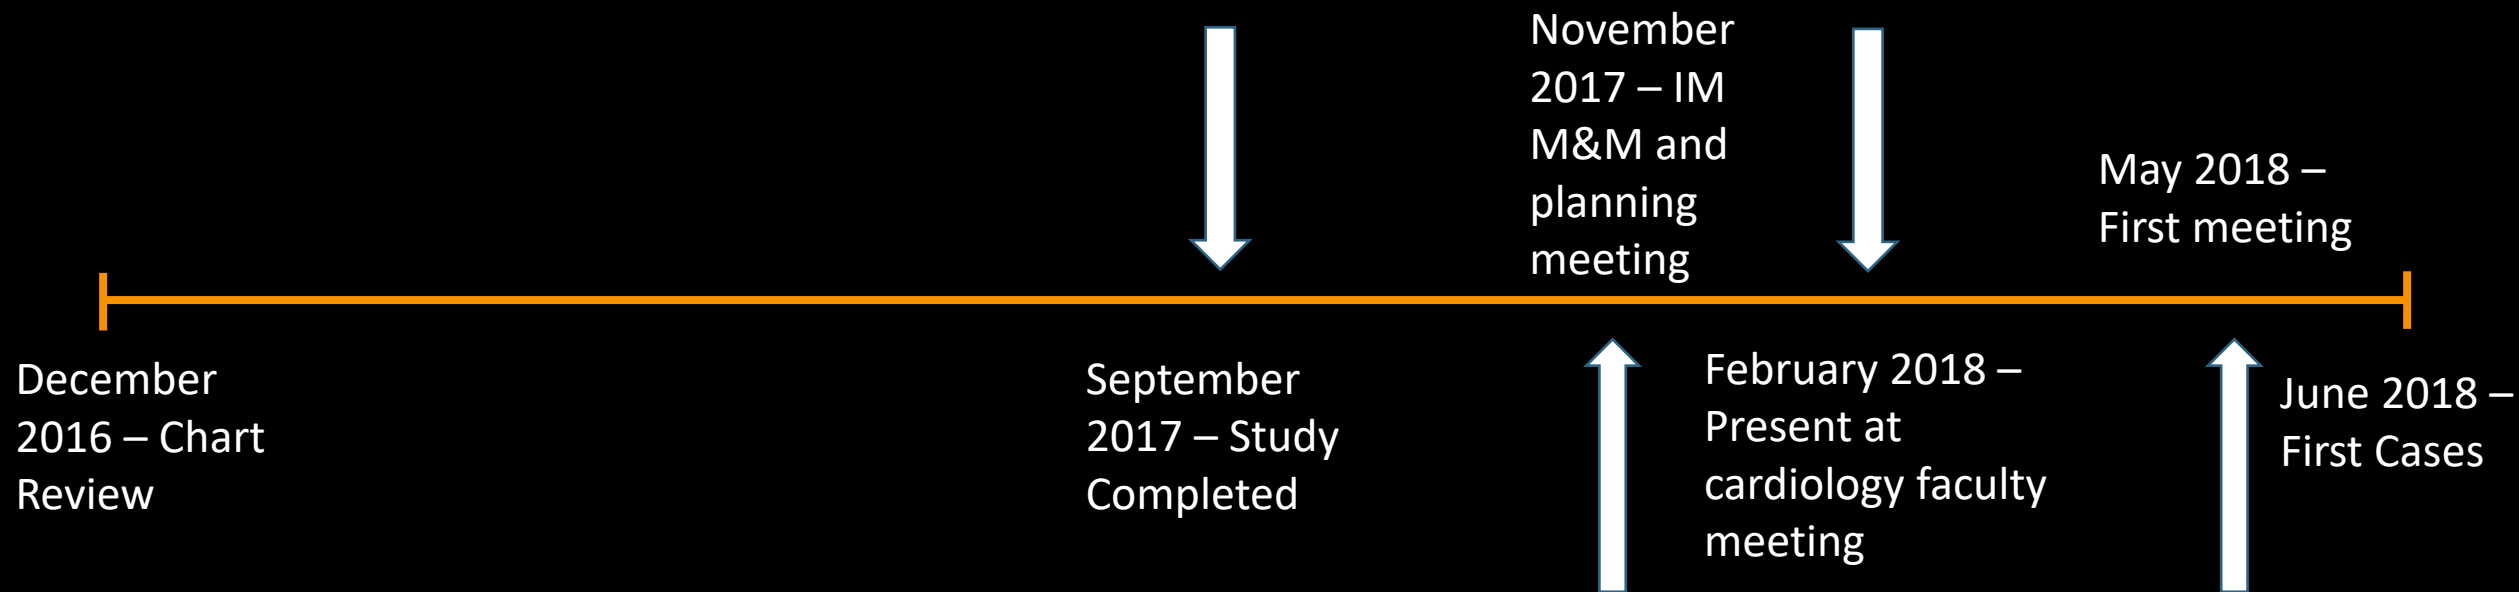 December
2016 – Chart
Review
September
2017 – Study
Completed
November
2017 – IM
M&M and
planning
meeting
February 2018 –
Present at
cardiology faculty
meeting
May 2018 –
First meeting
June 2018 –
First Cases